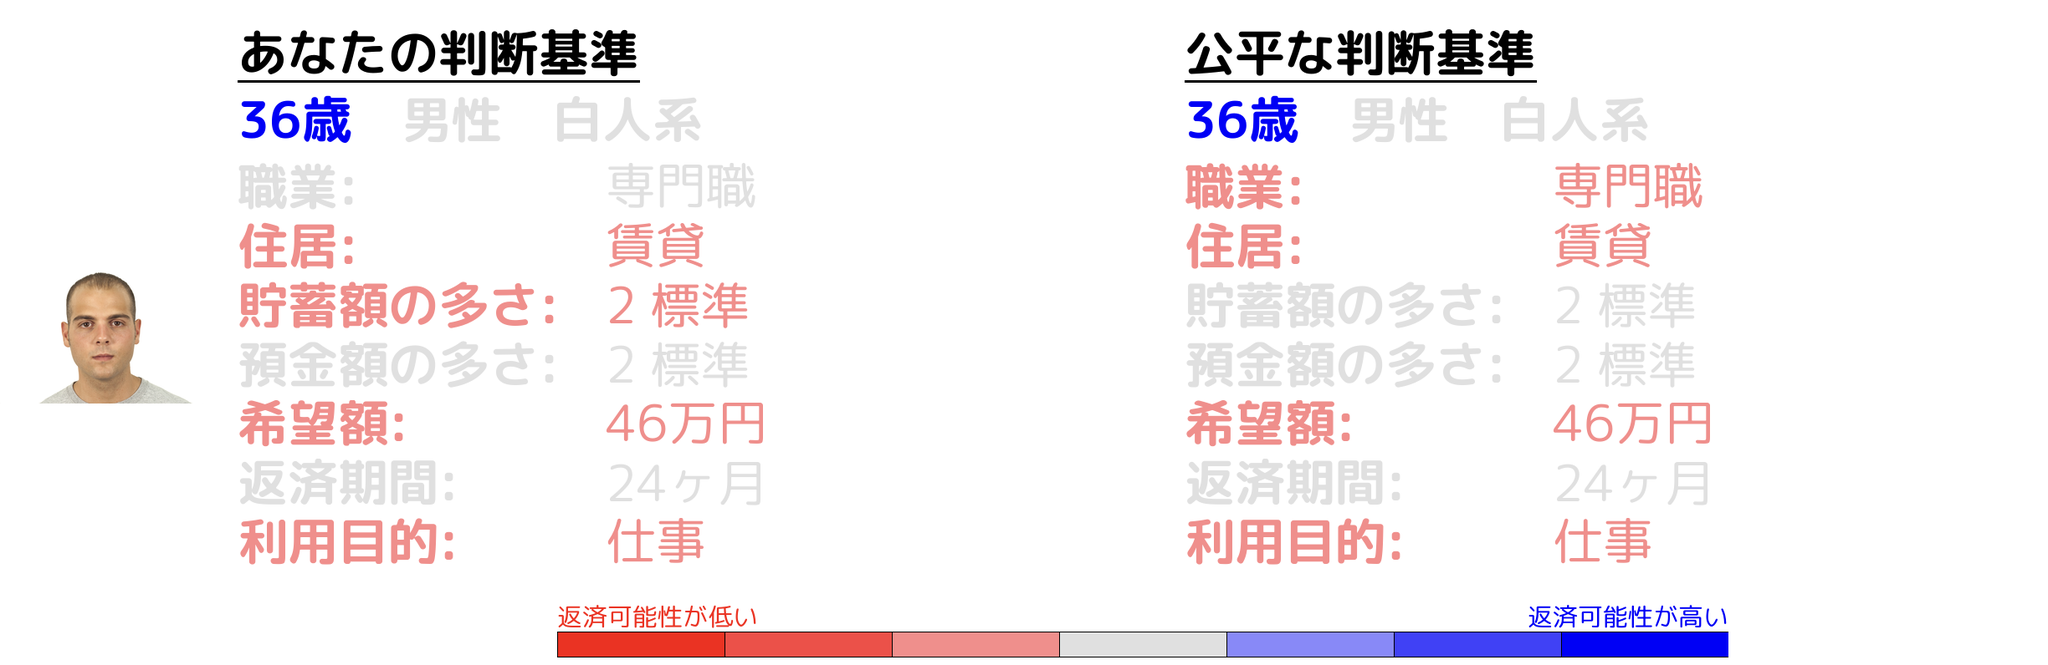 あなたの判断基準
36歳 男性 白人系
職業: 専門職
住居: 賃貸
貯蓄額の多さ: 2 標準
預金額の多さ: 2 標準
希望額: 46万円
返済期間: 24ヶ月
利用目的: 仕事
公平な判断基準
36歳 男性 白人系
職業: 専門職
住居: 賃貸
貯蓄額の多さ: 2 標準
預金額の多さ: 2 標準
希望額: 46万円
返済期間: 24ヶ月
利用目的: 仕事
返済可能性が低い
返済可能性が高い